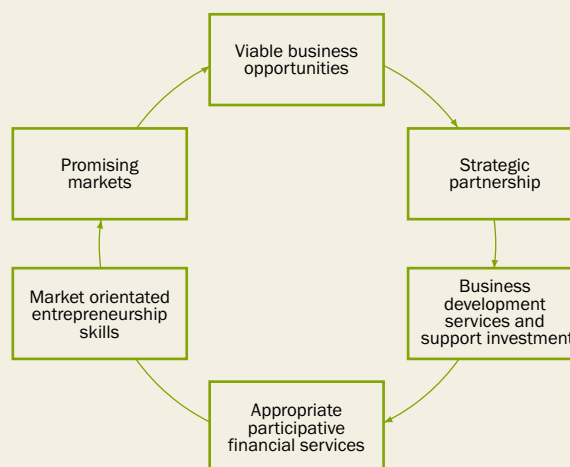 Viable business
opportunities
Strategic
partnership
Business
development
services and
support investment
Appropriate
participative
financial services
Market orientated
entrepreneurship
skills
Promising
markets